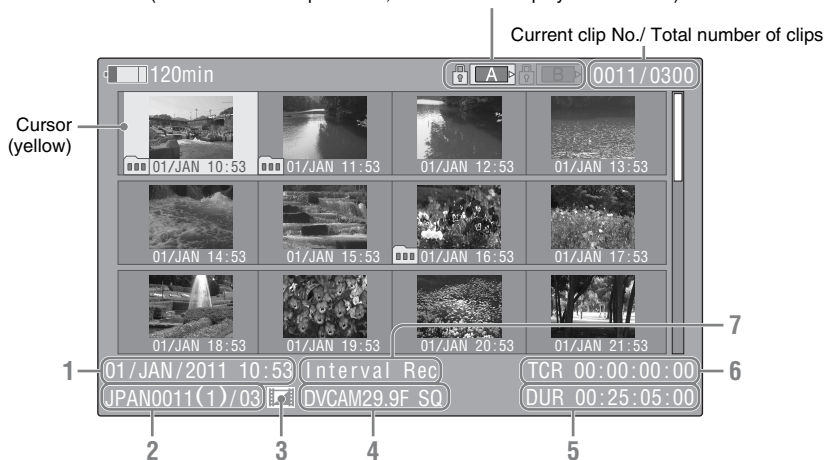 Current clip No./ Total number of clips
120min
A
B
0011/0300
Cursor
(yellow)
01/JAN 10:53
01/JAN 11:53
01/JAN 12:53
01/JAN 13:53
01/JAN 14:53
01/JAN 15:53
01/JAN 16:53
01/JAN 17:53
01/JAN 18:53
01/JAN 19:53
01/JAN 20:53
01/JAN 21:53
7
1
01/JAN/2011 10:53
Interval Rec
TCR 00:00:00:00
6
JPAN0011(1)/03
DVCAM29.9F SQ
DUR 00:25:05:00
2
3
4
5